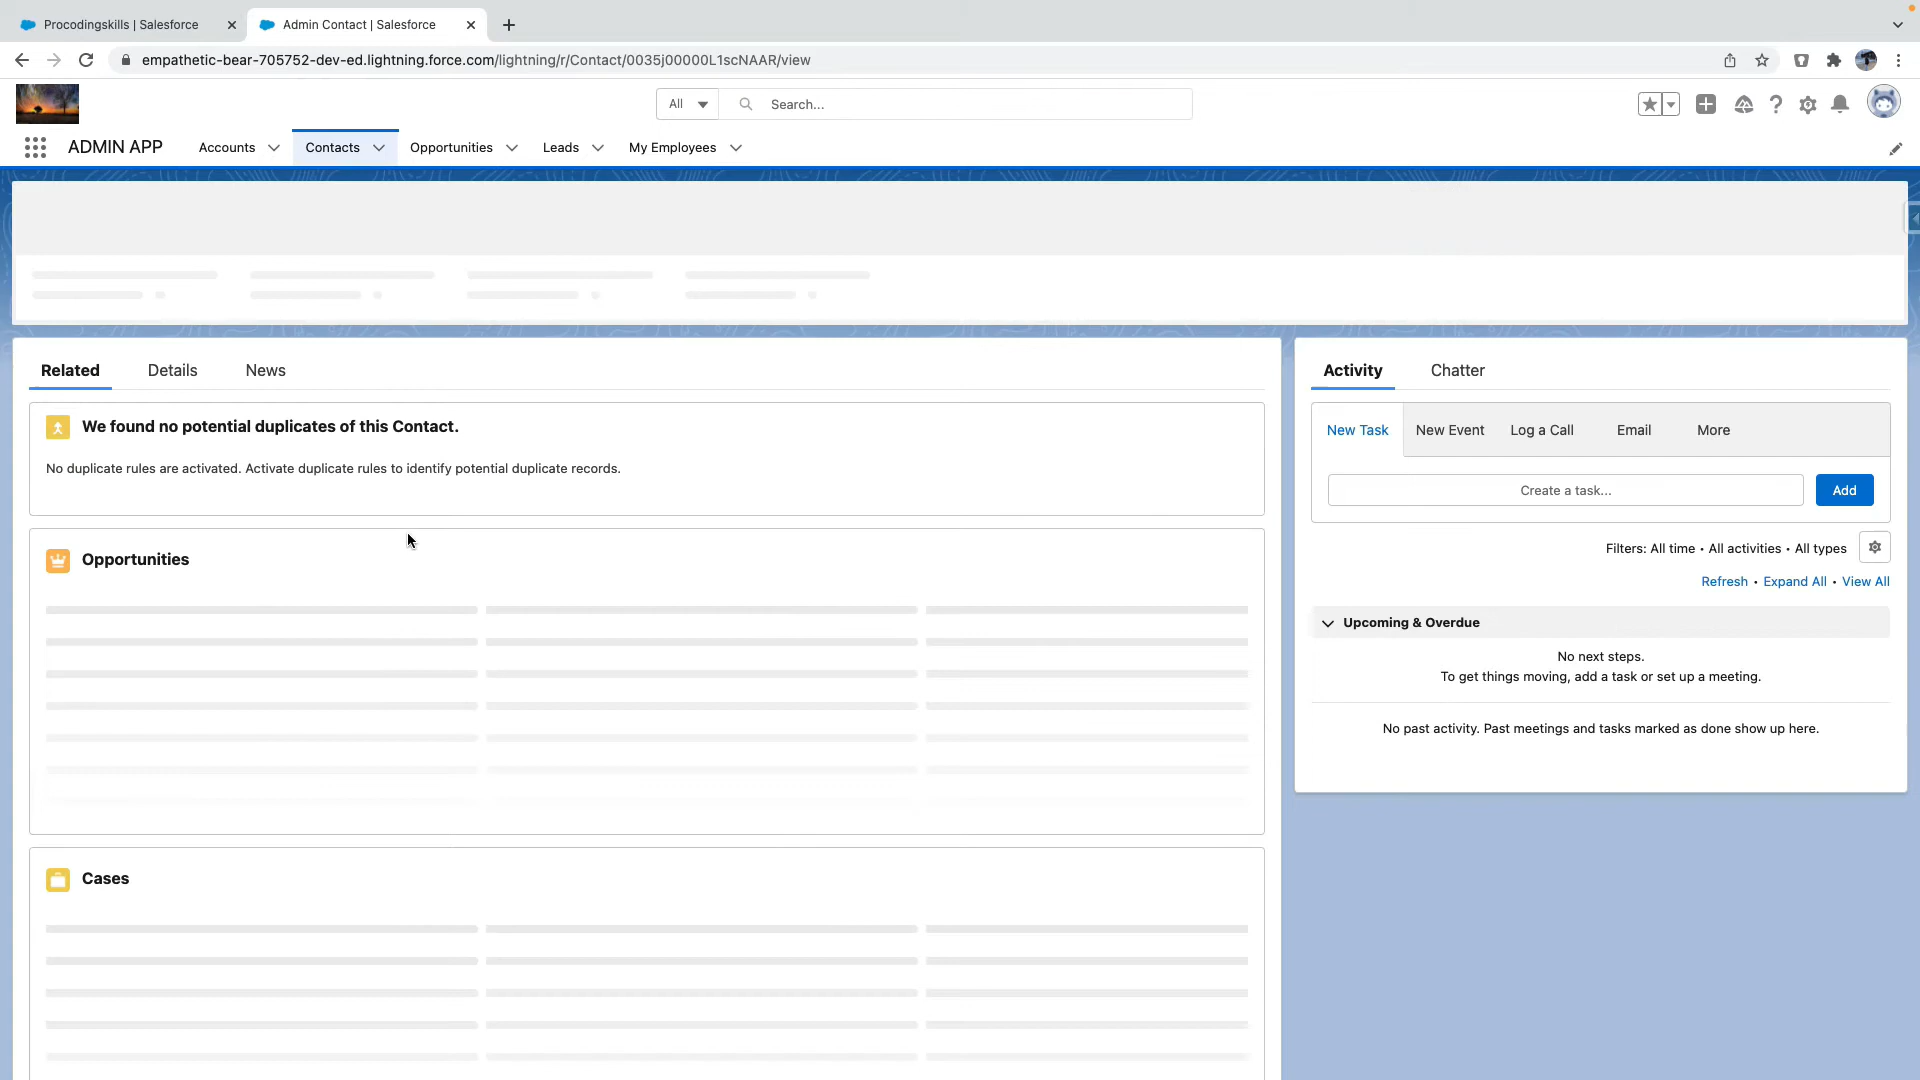 Procodingskills | Salesforce
Admin Contact | Salesforce
empathetic-bear-705752-dev-ed.lightning.force.com/lightning/r/Contact/0035j00000L1scNAAR/view
All
Search...
ADMIN APP
Accounts
Contacts
Opportunities
Leads
My Employees
Related
Details
News
We found no potential duplicates of this Contact.
No duplicate rules are activated. Activate duplicate rules to identify potential duplicate records.
Opportunities
Cases
Activity
Chatter
New Task
New Event
Log a Call
Email
More
Create a task...
Add
Filters: All time • All activities • All types
Refresh • Expand All • View All
Upcoming & Overdue
No next steps.
To get things moving, add a task or set up a meeting.
No past activity. Past meetings and tasks marked as done show up here.